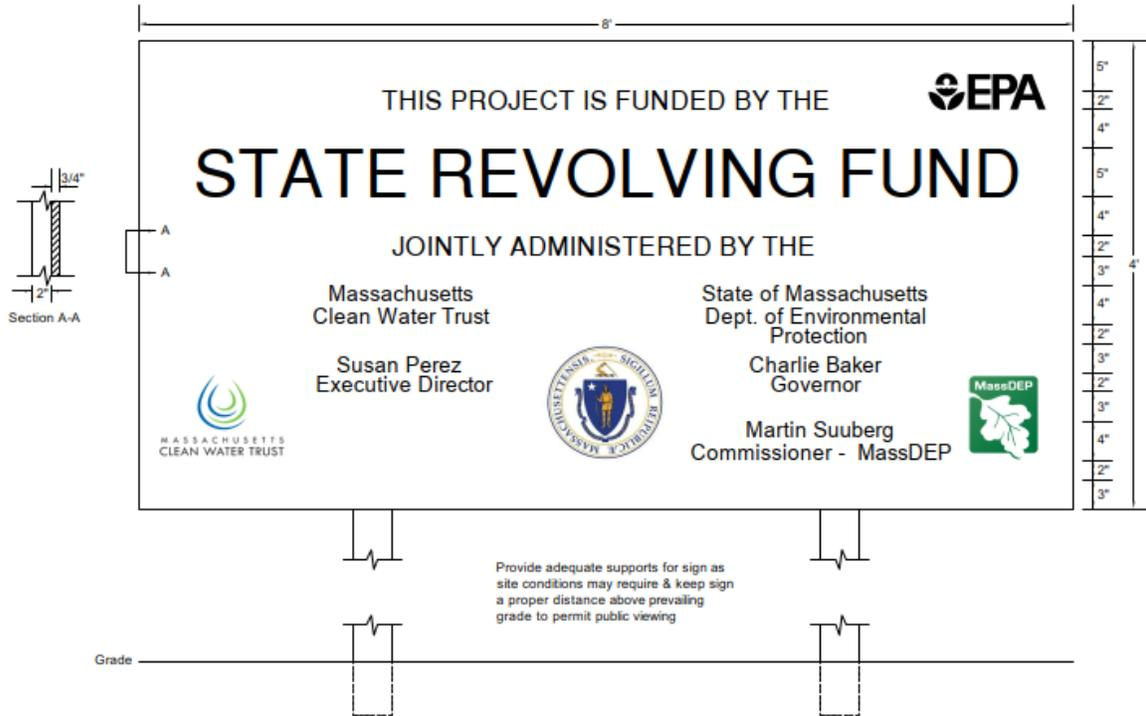 8'
THIS PROJECT IS FUNDED BY THE
EPA
STATE REVOLVING FUND
JOINTLY ADMINISTERED BY THE
Massachusetts
Clean Water Trust
Susan Perez
Executive Director
State of Massachusetts
Dept. of Environmental
Protection
Charlie Baker
Governor
Martin Suuberg
Commissioner - MassDEP
MASSACHUSETTS
CLEAN WATER TRUST
SIGILLUM REIPUBLICÆ MASSACHUSETTENSIS
MassDEP
5"
2"
4"
5"
4"
2"
3"
4"
2"
3"
2"
3"
4"
2"
3"
4'
3/4"
A
A
2"
Section A-A
Provide adequate supports for sign as
site conditions may require & keep sign
a proper distance above prevailing
grade to permit public viewing
Grade